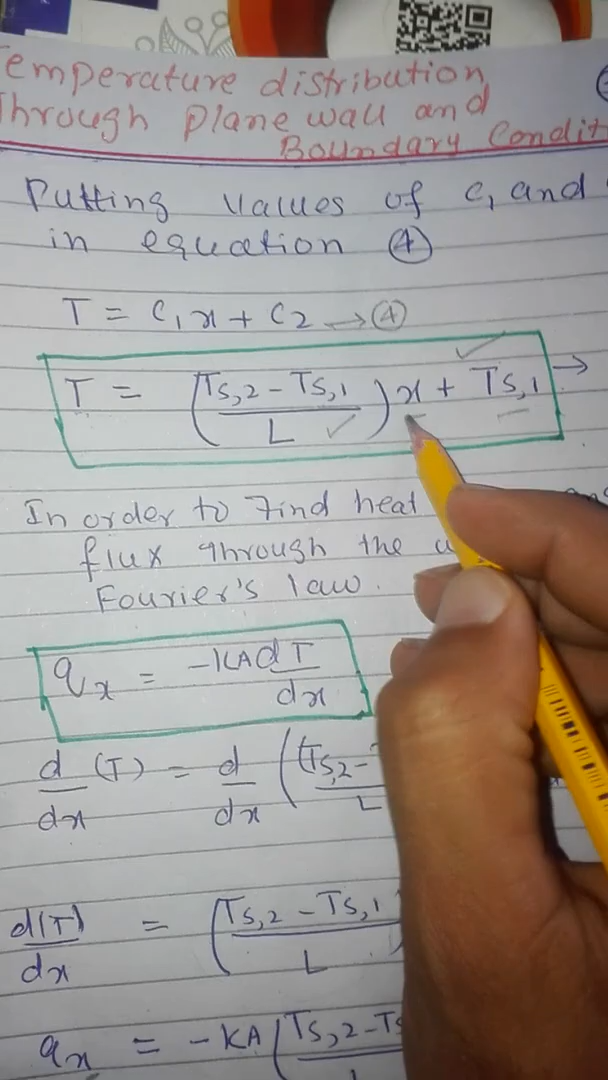 Temperature distribution
Through plane wall and
Boundary Condit
Putting values of C1 and
in equation ④
T = C1x + C2 → ④
T = (Ts,2 - Ts,1 / L) x + Ts,1 →
In order to Find heat
flux through the
Fourier's law.
qx = -KA dT/dx
d/dx (T) = d/dx ((Ts,2 - / L
d(T)/dx = (Ts,2 - Ts,1 / L
qx = -KA (Ts,2 - Ts